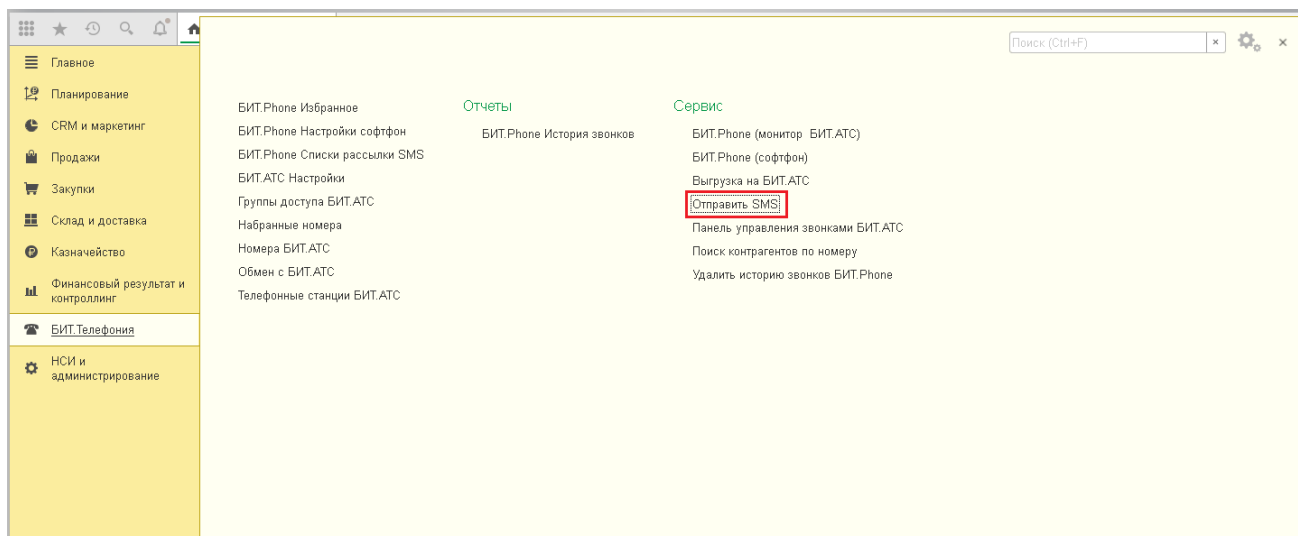 Поиск (Ctrl+F)
Главное
Планирование
CRM и маркетинг
Продажи
Закупки
Склад и доставка
Казначейство
Финансовый результат и
контроллинг
БИТ.Телефония
НСИ и
администрирование
БИТ.Phone Избранное
БИТ.Phone Настройки софтфон
БИТ.Phone Списки рассылки SMS
БИТ.АТС Настройки
Группы доступа БИТ.АТС
Набранные номера
Номера БИТ.АТС
Обмен с БИТ.АТС
Телефонные станции БИТ.АТС
Отчеты
БИТ.Phone История звонков
Сервис
БИТ.Phone (монитор БИТ.АТС)
БИТ.Phone (софтфон)
Выгрузка на БИТ.АТС
Отправить SMS
Панель управления звонками БИТ.АТС
Поиск контрагентов по номеру
Удалить историю звонков БИТ.Phone